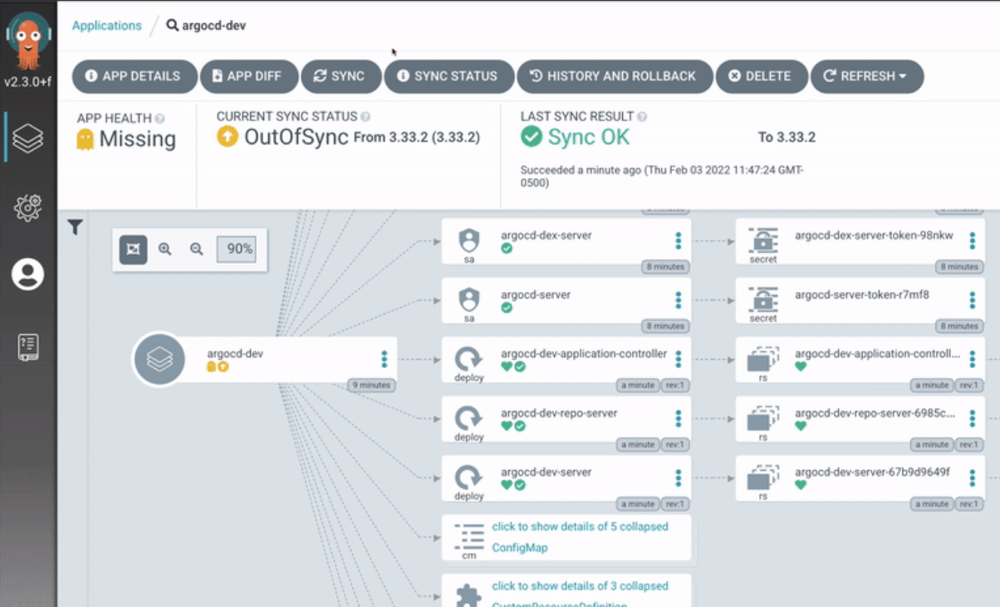 Applications / argocd-dev
v2.3.0+f
APP DETAILS APP DIFF SYNC SYNC STATUS HISTORY AND ROLLBACK DELETE REFRESH
APP HEALTH
Missing
CURRENT SYNC STATUS
OutOfSync From 3.33.2 (3.33.2)
LAST SYNC RESULT
Sync OK To 3.33.2
Succeeded a minute ago (Thu Feb 03 2022 11:47:24 GMT-
0500)
90%
argocd-dev
9 minutes
argocd-dex-server
sa
8 minutes
argocd-dex-server-token-98nkw
secret
8 minutes
argocd-server
sa
8 minutes
argocd-server-token-r7mf8
secret
8 minutes
argocd-dev-application-controller
deploy
a minute rev:1
argocd-dev-application-controll...
rs
a minute rev:1
argocd-dev-repo-server
deploy
a minute rev:1
argocd-dev-repo-server-6985c...
rs
a minute rev:1
argocd-dev-server
deploy
a minute rev:1
argocd-dev-server-67b9d9649f
rs
a minute rev:1
click to show details of 5 collapsed
ConfigMap
cm
click to show details of 3 collapsed
CustomResourceDefinition